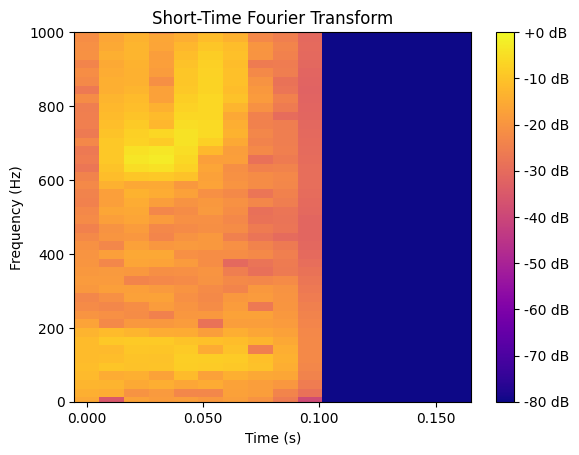 Short-Time Fourier Transform
Frequency (Hz)
1000
800
600
400
200
0
0.000
0.050
0.100
0.150
Time (s)
+0 dB
-10 dB
-20 dB
-30 dB
-40 dB
-50 dB
-60 dB
-70 dB
-80 dB